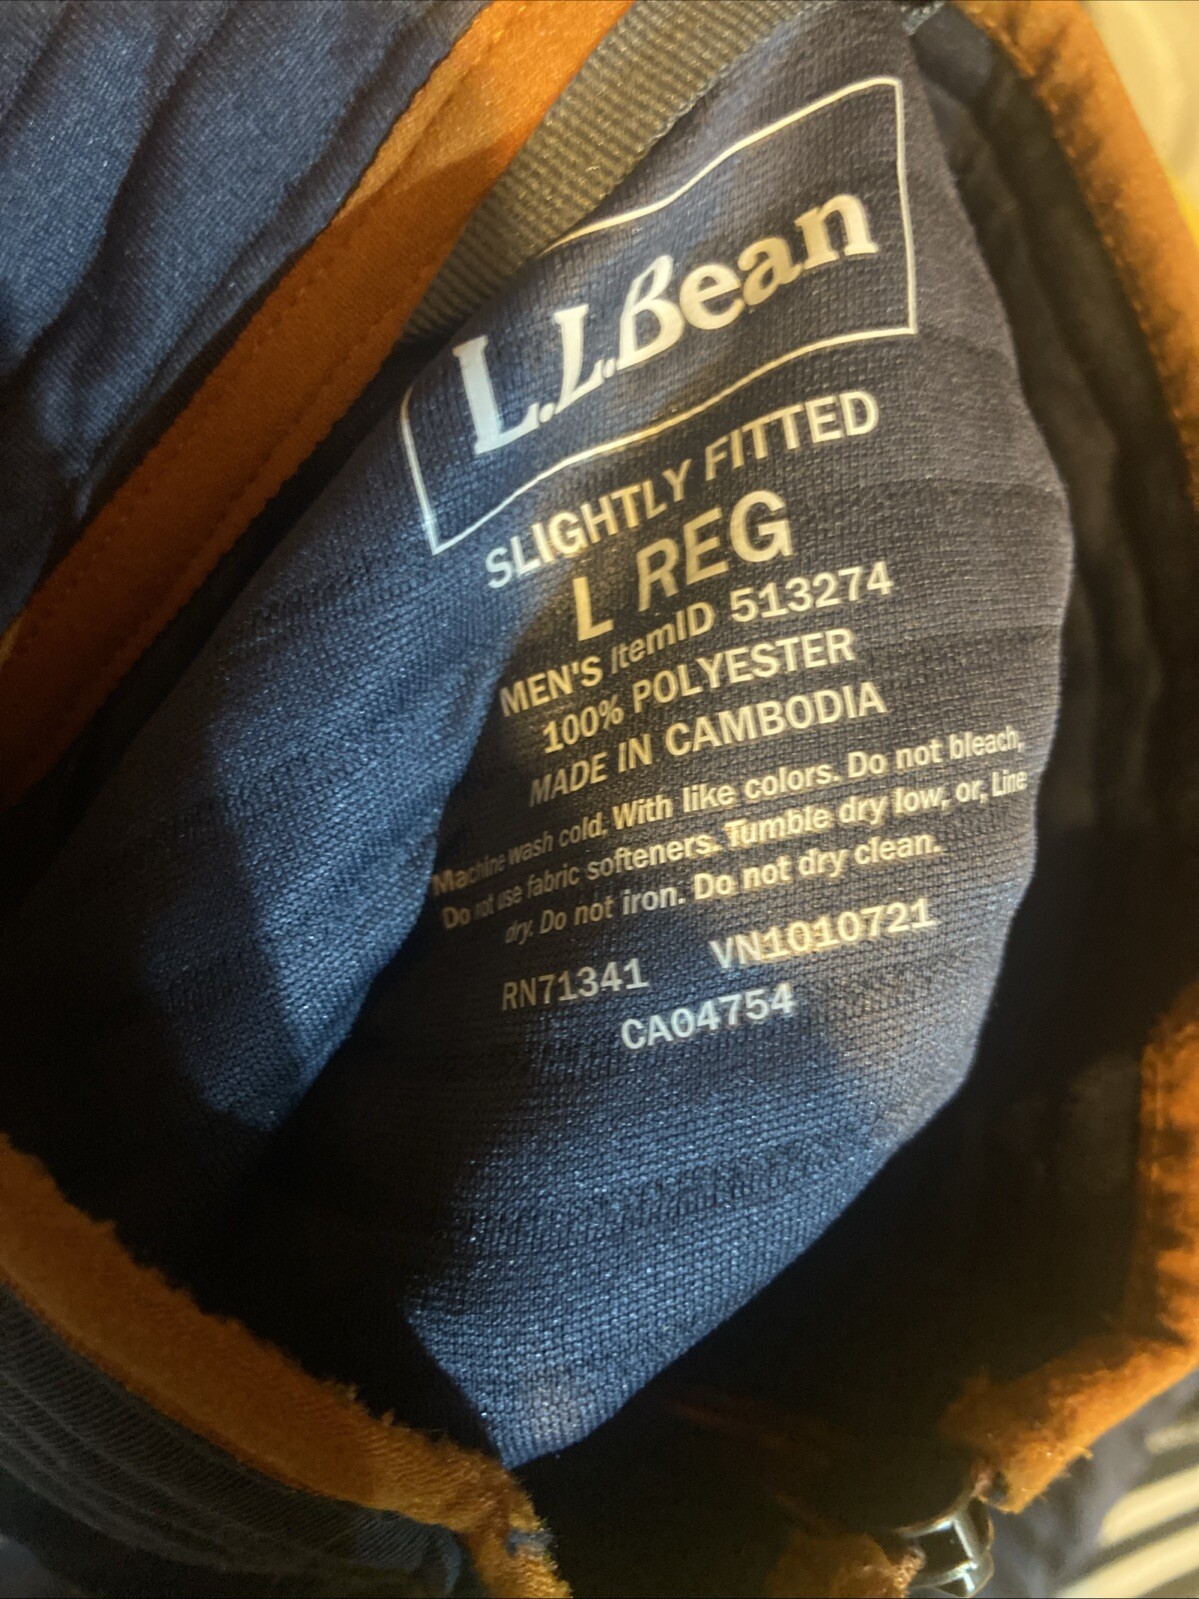 L.L.Bean
SLIGHTLY FITTED
L REG
MEN'S ItemID 513274
100% POLYESTER
MADE IN CAMBODIA
Machine wash cold, With like colors. Do not bleach,
Do not use fabric softeners. Tumble dry low, or, Line
dry. Do not iron. Do not dry clean.
RN71341 VN1010721
CA04754